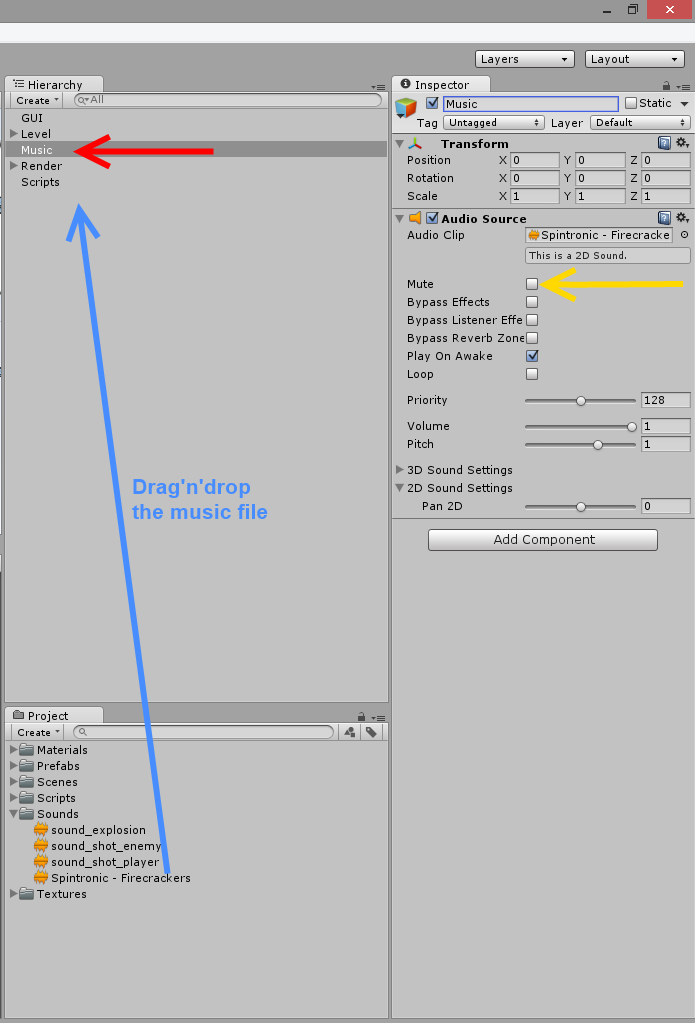 Layers
Layout
Hierarchy
Create
All
GUI
Level
Music
Render
Scripts
Drag'n'drop
the music file
Project
Create
Materials
Prefabs
Scenes
Scripts
Sounds
sound_explosion
sound_shot_enemy
sound_shot_player
Spintronic - Firecrackers
Textures
Inspector
Music
Static
Tag Untagged Layer Default
Transform
Position X 0 Y 0 Z 0
Rotation X 0 Y 0 Z 0
Scale X 1 Y 1 Z 1
Audio Source
Audio Clip Spintronic - Firecracke
This is a 2D Sound.
Mute
Bypass Effects
Bypass Listener Effe
Bypass Reverb Zone
Play On Awake
Loop
Priority 128
Volume 1
Pitch 1
3D Sound Settings
2D Sound Settings
Pan 2D 0
Add Component